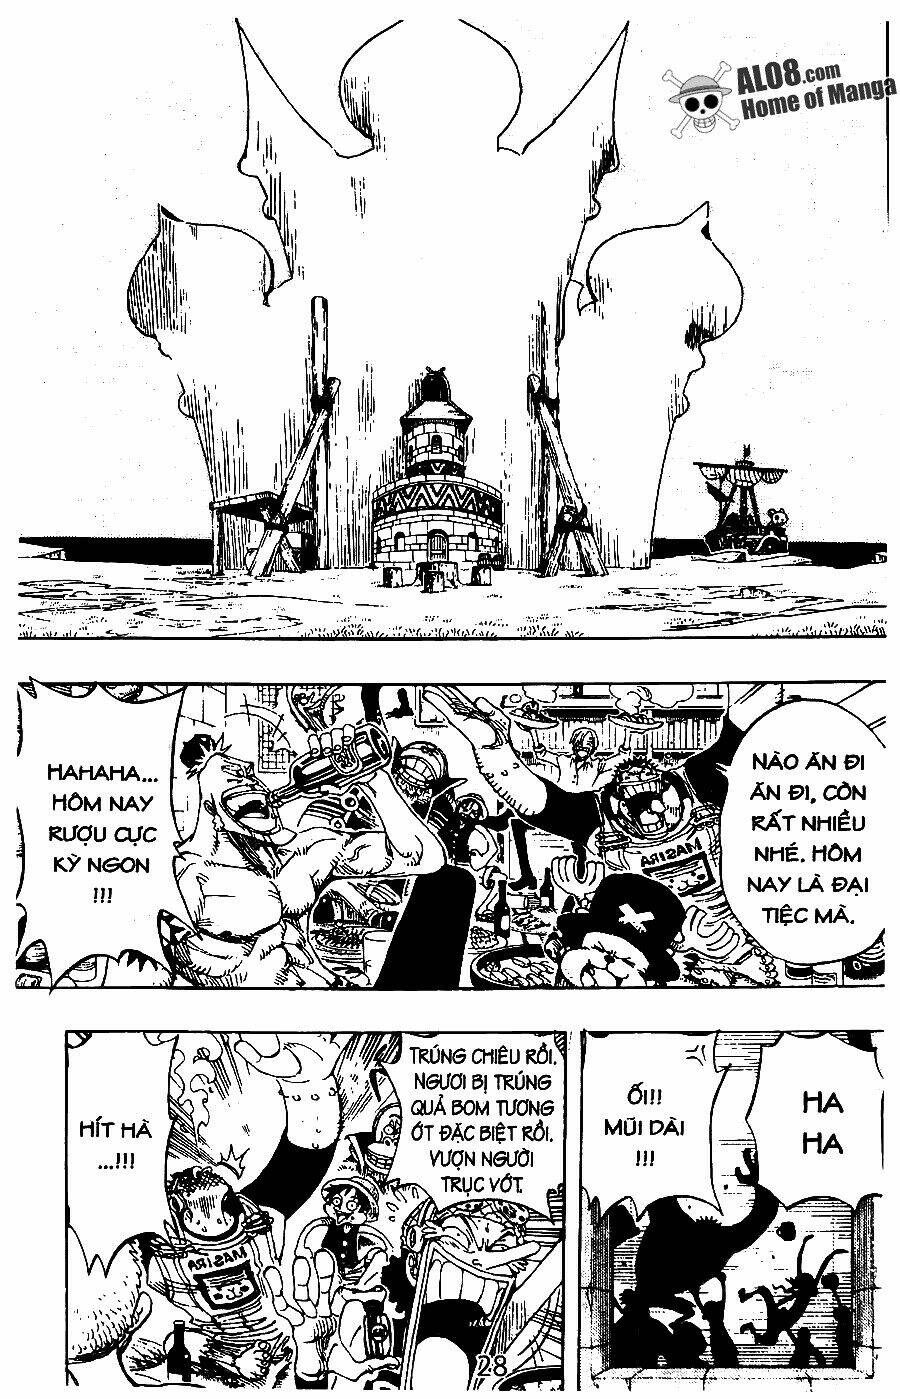 ALO8.com
Home of Manga
NÀO ĂN ĐI
ĂN ĐI, CÒN
RẤT NHIỀU
NHÉ. HÔM
NAY LÀ ĐẠI
TIỆC MÀ.
HAHAHA...
HÔM NAY
RƯỢU CỰC
KỲ NGON
!!!
MASIRA
HA
HA
ỐI!!!
MŨI DÀI
!!!
TRÚNG CHIÊU RỒI.
NGƯƠI BỊ TRÚNG
QUẢ BOM TƯƠNG
ỚT ĐẶC BIỆT RỒI.
VƯỢN NGƯỜI
TRỤC VỚT.
HÍT HÀ
...!!!
MASIRA
28